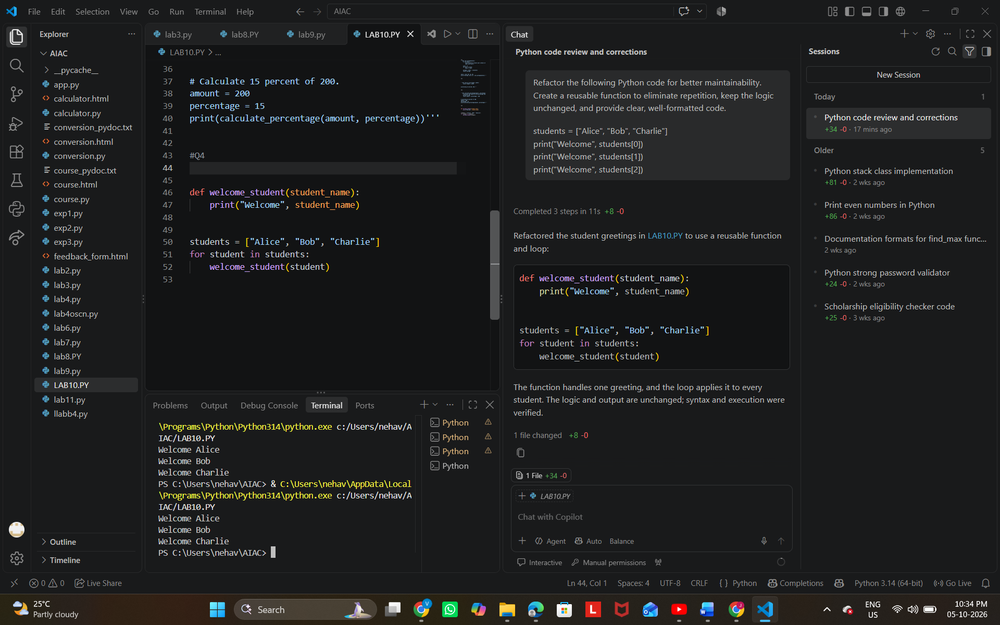 File Edit Selection View Go Run Terminal Help
AIAC
Explorer
AIAC
__pycache__
app.py
calculator.html
calculator.py
conversion_pydoc.txt
conversion.html
conversion.py
course_pydoc.txt
course.html
course.py
exp1.py
exp2.py
exp3.py
feedback_form.html
lab2.py
lab3.py
lab4.py
lab4oscn.py
lab6.py
lab7.py
lab8.PY
lab9.py
LAB10.PY
lab11.py
llabb4.py
Outline
Timeline
lab3.py lab8.PY lab9.py LAB10.PY
LAB10.PY > ...
36
37 # Calculate 15 percent of 200.
38 amount = 200
39 percentage = 15
40 print(calculate_percentage(amount, percentage))'''
41
42
43 #Q4
44
45
46 def welcome_student(student_name):
47 print("Welcome", student_name)
48
49
50 students = ["Alice", "Bob", "Charlie"]
51 for student in students:
52 welcome_student(student)
53
Problems Output Debug Console Terminal Ports
\Programs\Python\Python314\python.exe c:/Users/nehav/A
IAC/LAB10.PY
Welcome Alice
Welcome Bob
Welcome Charlie
PS C:\Users\nehav\AIAC> & C:\Users\nehav\AppData\Local
\Programs\Python\Python314\python.exe c:/Users/nehav/A
IAC/LAB10.PY
Welcome Alice
Welcome Bob
Welcome Charlie
PS C:\Users\nehav\AIAC>
Python
Python
Python
Python
Chat
Python code review and corrections
Refactor the following Python code for better maintainability.
Create a reusable function to eliminate repetition, keep the logic
unchanged, and provide clear, well-formatted code.
students = ["Alice", "Bob", "Charlie"]
print("Welcome", students[0])
print("Welcome", students[1])
print("Welcome", students[2])
Completed 3 steps in 11s +8 -0
Refactored the student greetings in LAB10.PY to use a reusable function
and loop:
def welcome_student(student_name):
print("Welcome", student_name)
students = ["Alice", "Bob", "Charlie"]
for student in students:
welcome_student(student)
The function handles one greeting, and the loop applies it to every
student. The logic and output are unchanged; syntax and execution were
verified.
1 file changed +8 -0
1 File +34 -0
LAB10.PY
Chat with Copilot
Agent Auto Balance
Interactive Manual permissions
Sessions
New Session
Today 1
Python code review and corrections
+34 -0 · 17 mins ago
Older 5
Python stack class implementation
+81 -0 · 2 wks ago
Print even numbers in Python
+86 -0 · 2 wks ago
Documentation formats for find_max func...
2 wks ago
Python strong password validator
+24 -0 · 2 wks ago
Scholarship eligibility checker code
+25 -0 · 3 wks ago
0 0 Live Share Ln 44, Col 1 Spaces: 4 UTF-8 CRLF { } Python Completions Python 3.14 (64-bit) Go Live
25°C
Partly cloudy
Search
ENG
US
10:34 PM
05-10-2026